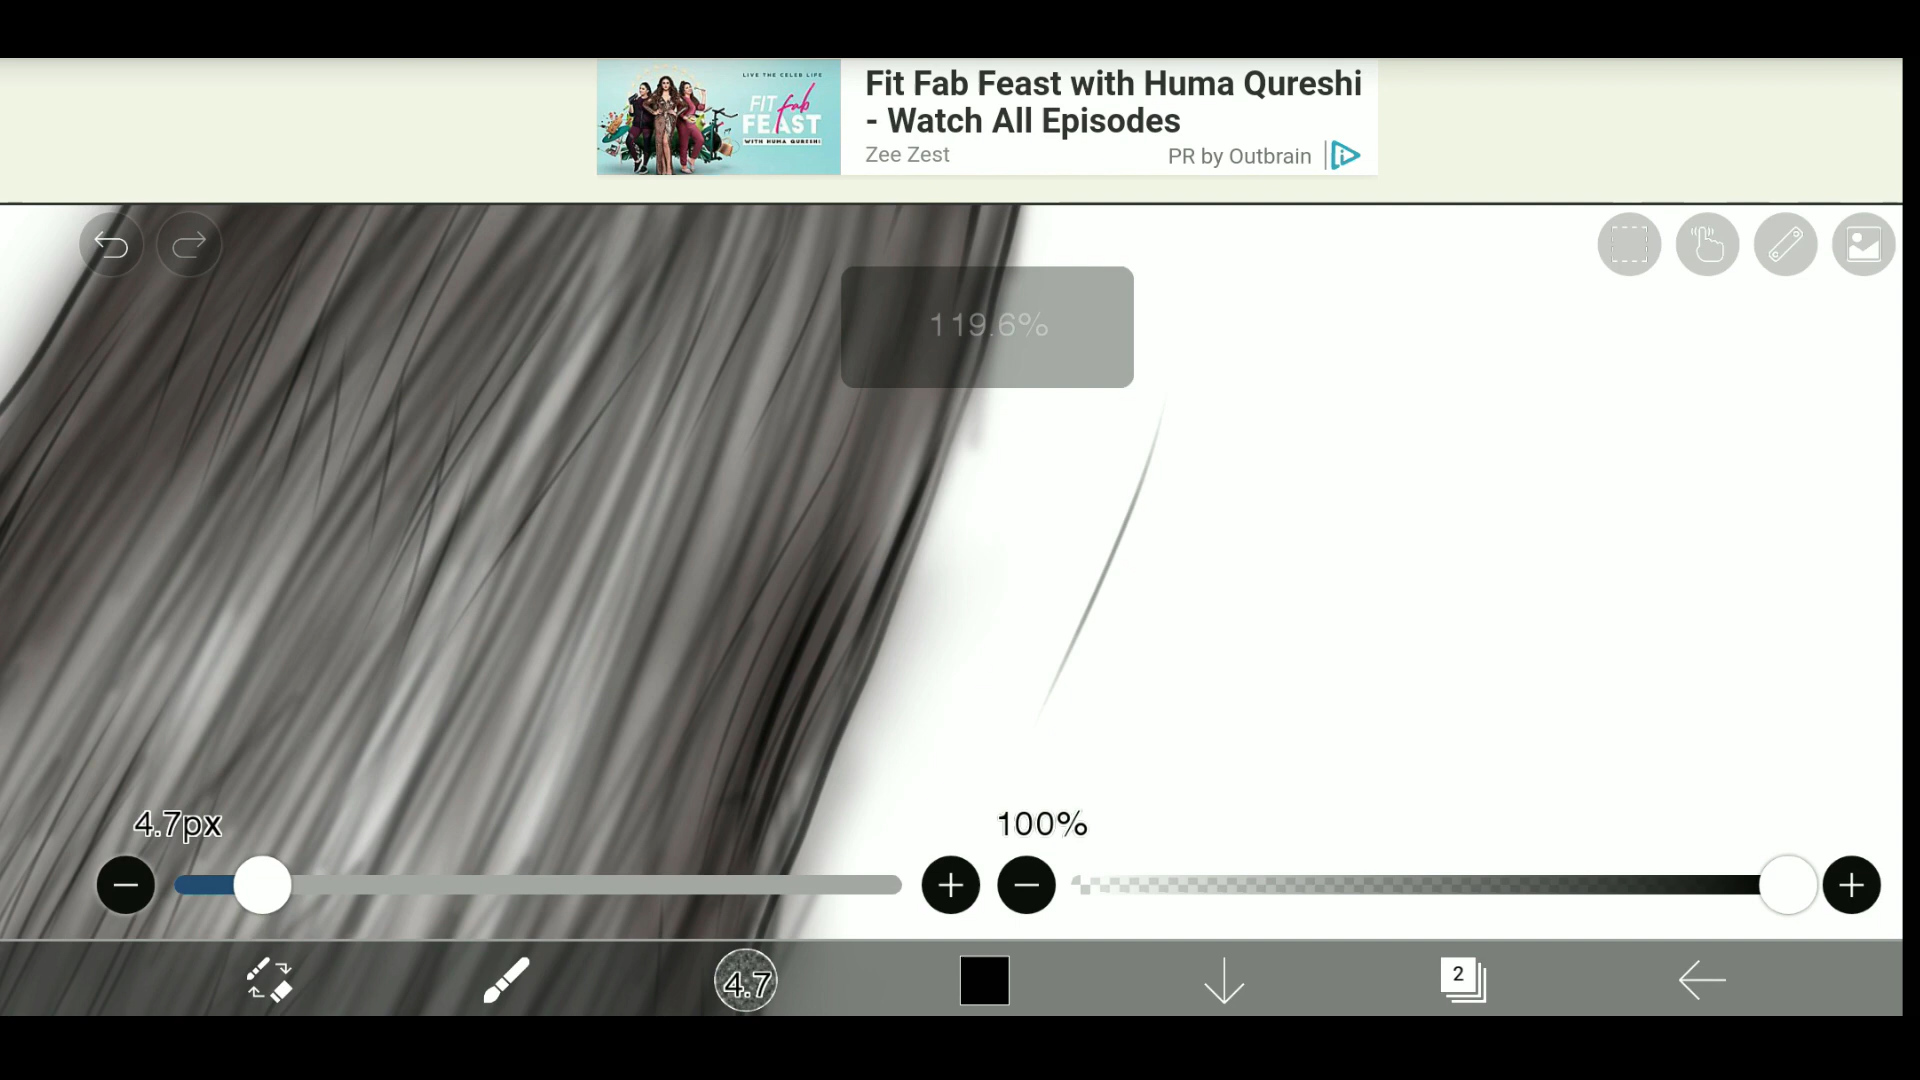 LIVE THE CELEB LIFE
FIT fab
FEAST
WITH HUMA QURESHI
Fit Fab Feast with Huma Qureshi
- Watch All Episodes
Zee Zest
PR by Outbrain
119.6%
4.7px
100%
4.7
2